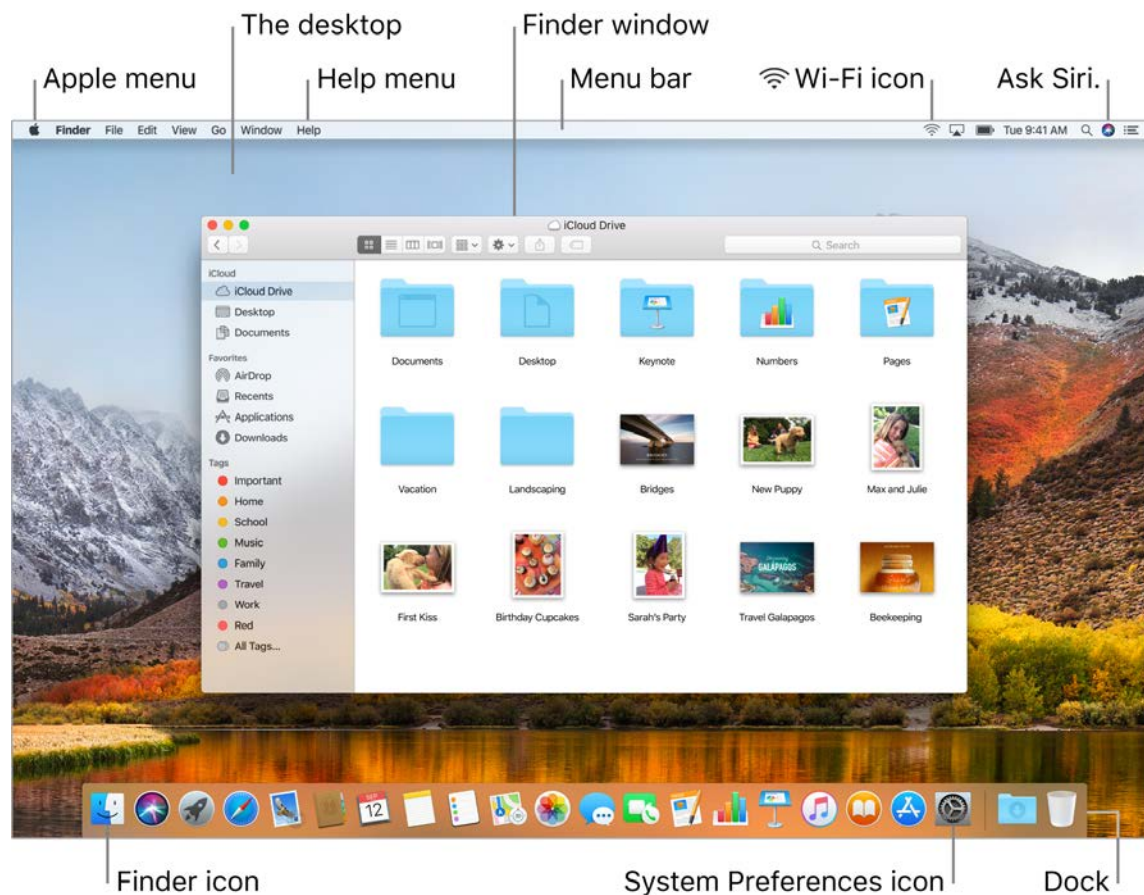 The desktop
Finder window
Apple menu
Help menu
Menu bar
Wi-Fi icon
Ask Siri.
Finder File Edit View Go Window Help
Tue 9:41 AM
iCloud Drive
Search
iCloud
iCloud Drive
Desktop
Documents
Favorites
AirDrop
Recents
Applications
Downloads
Tags
Important
Home
School
Music
Family
Travel
Work
Red
All Tags...
Documents
Desktop
Keynote
Numbers
Pages
Vacation
Landscaping
BRIDGES
Bridges
New Puppy
Max and Julie
First Kiss
Birthday Cupcakes
Sarah's Party
GALÁPAGOS
Travel Galapagos
Beekeeping
SEP
12
Finder icon
System Preferences icon
Dock